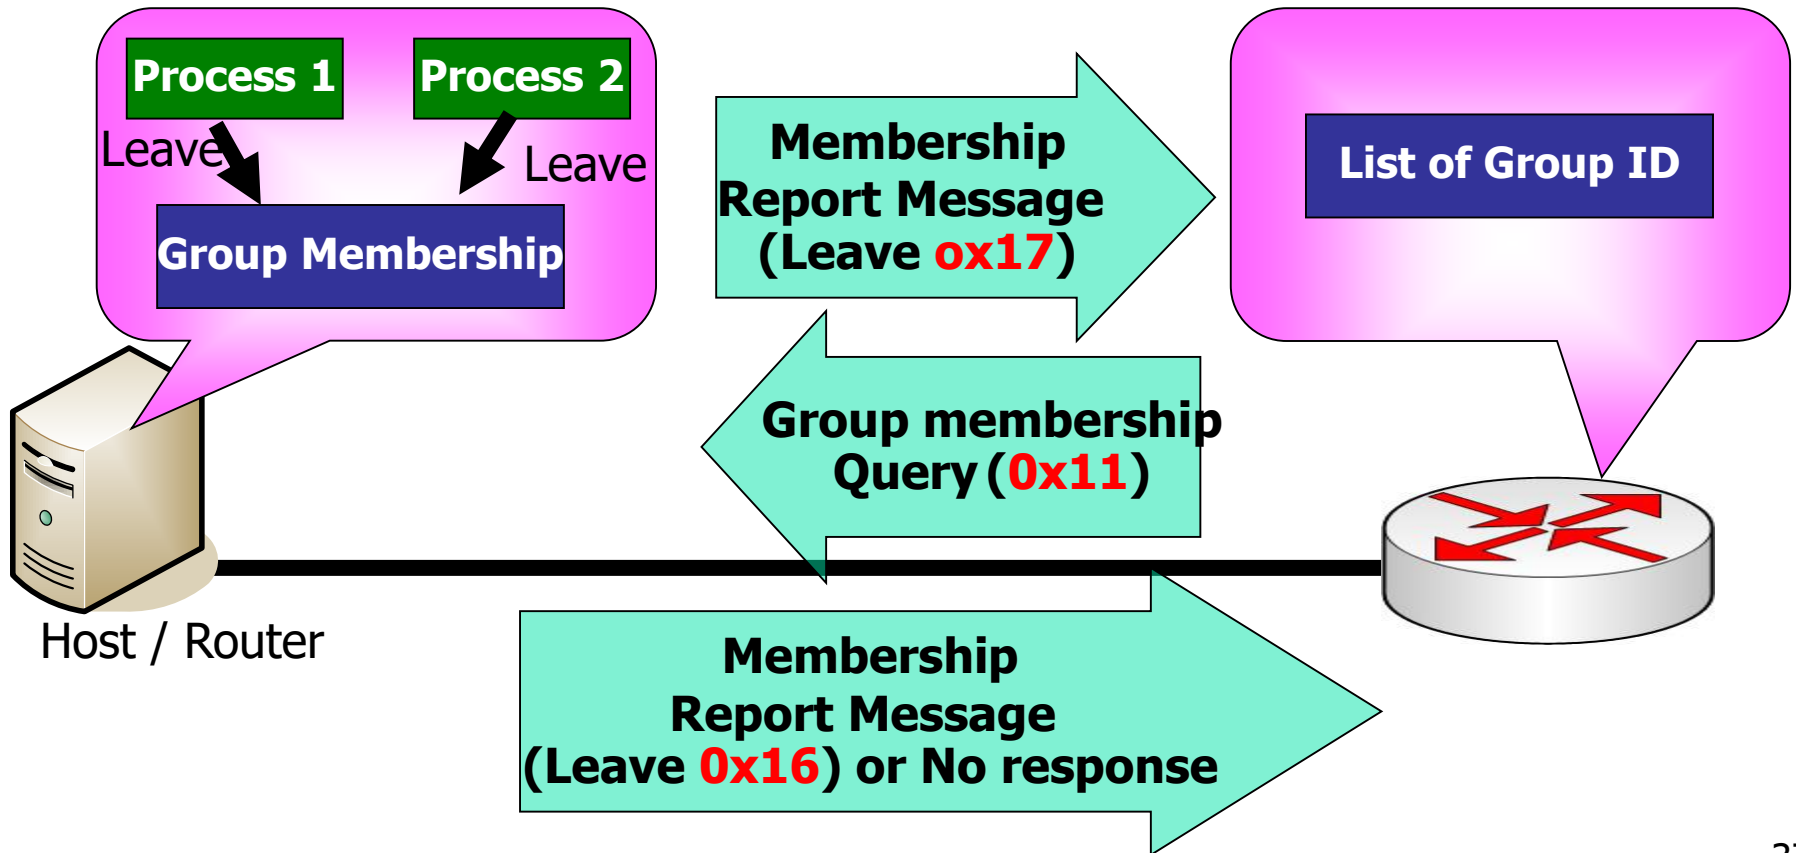 Process 1
Process 2
Leave
Leave
Group Membership
Membership
Report Message
(Leave ox17)
List of Group ID
Group membership
Query (0x11)
Host / Router
Membership
Report Message
(Leave 0x16) or No response